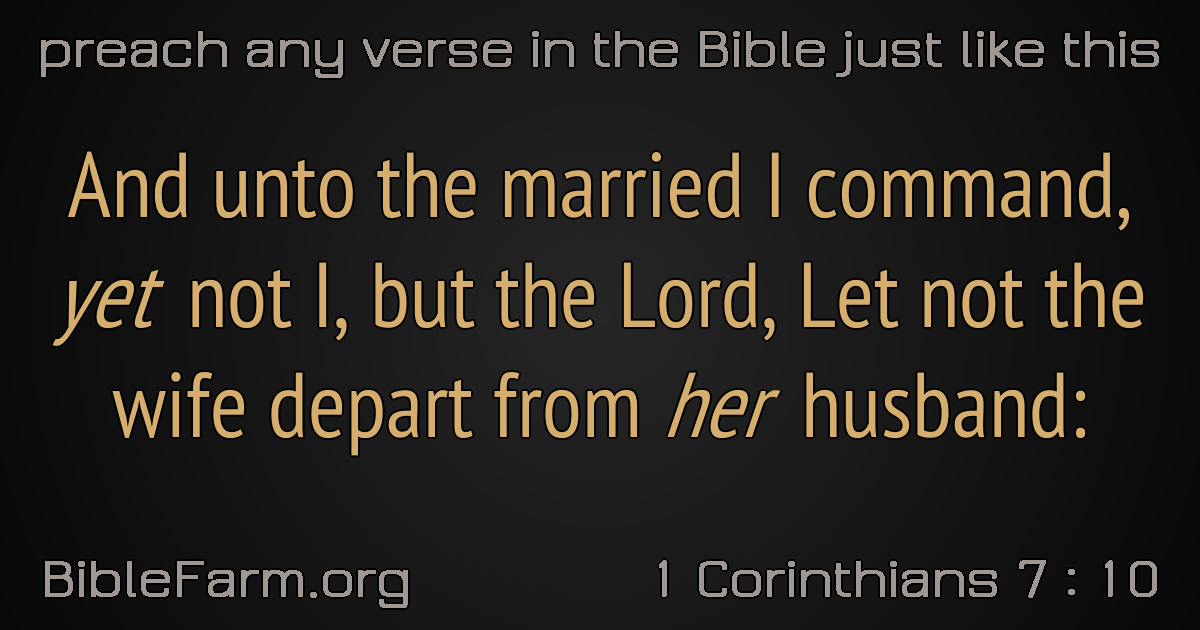 preach any verse in the Bible just like this
And unto the married I command,
yet not I, but the Lord, Let not the
wife depart from her husband:
BibleFarm.org
1 Corinthians 7 : 10